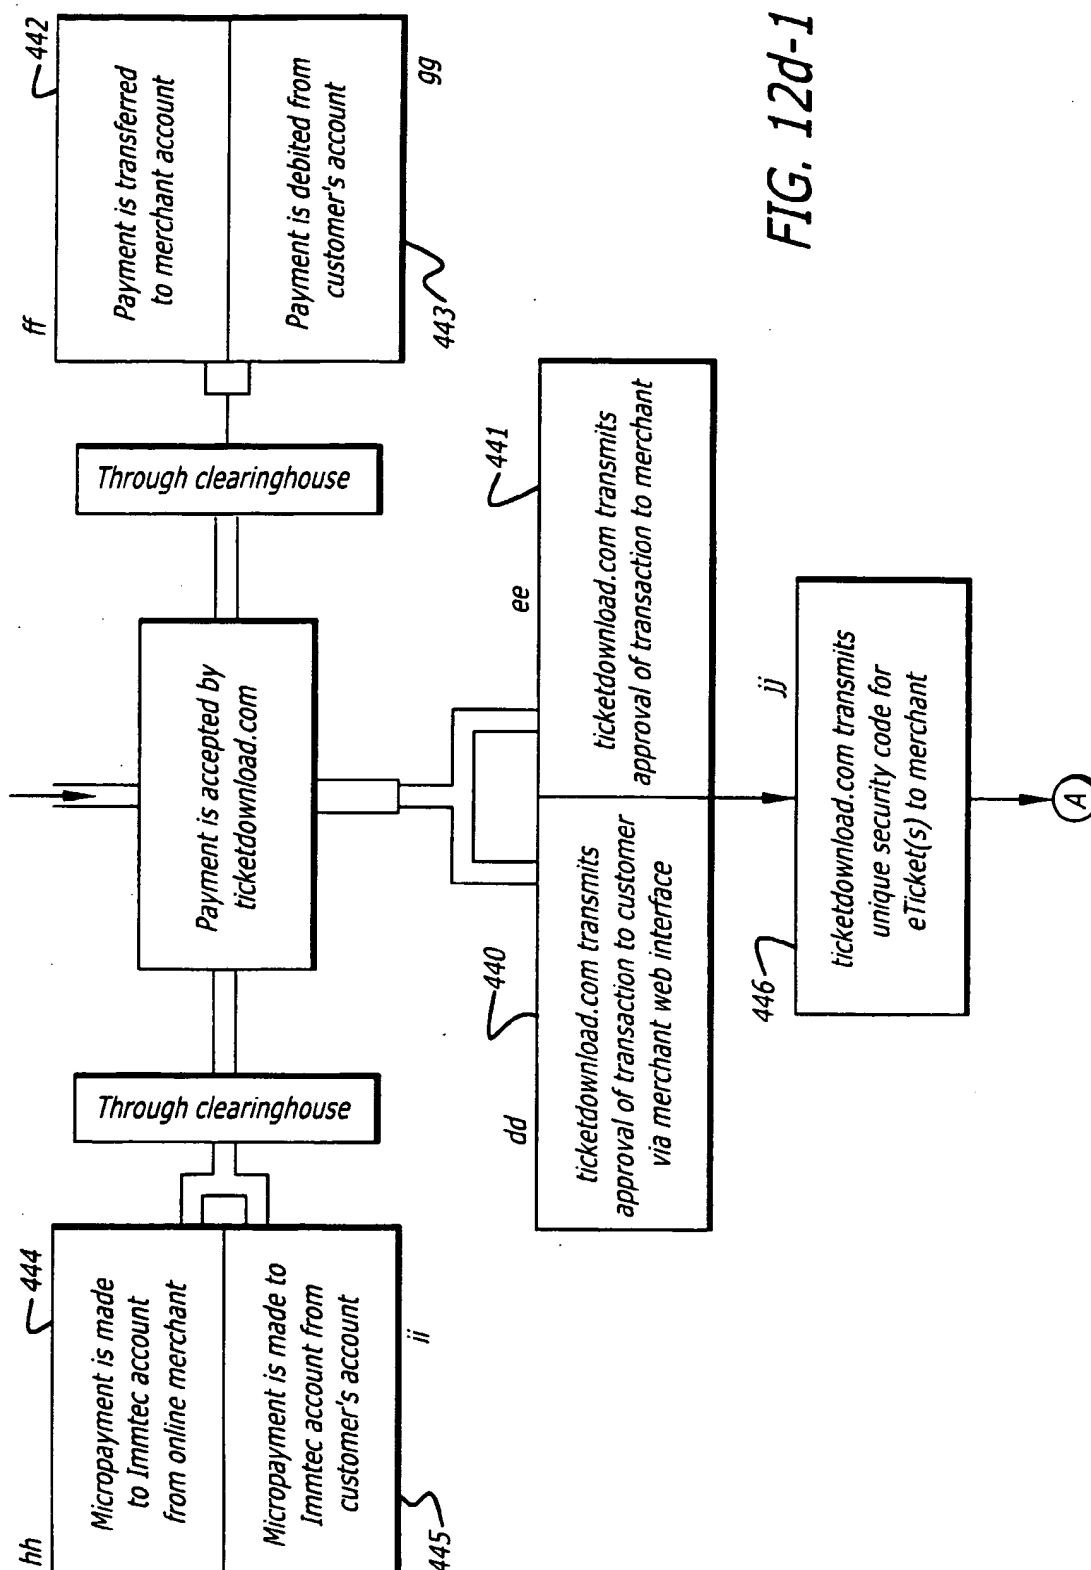 hh
444
Micropayment is made
to Immtec account
from online merchant
Micropayment is made to
Immtec account from
customer's account
ii
445
Through clearinghouse
Payment is accepted by
ticketdownload.com
Through clearinghouse
ff
442
Payment is transferred
to merchant account
Payment is debited from
customer's account
gg
443
dd
440
ticketdownload.com transmits
approval of transaction to customer
via merchant web interface
ee
441
ticketdownload.com transmits
approval of transaction to merchant
446
jj
ticketdownload.com transmits
unique security code for
eTicket(s) to merchant
A
FIG. 12d-1